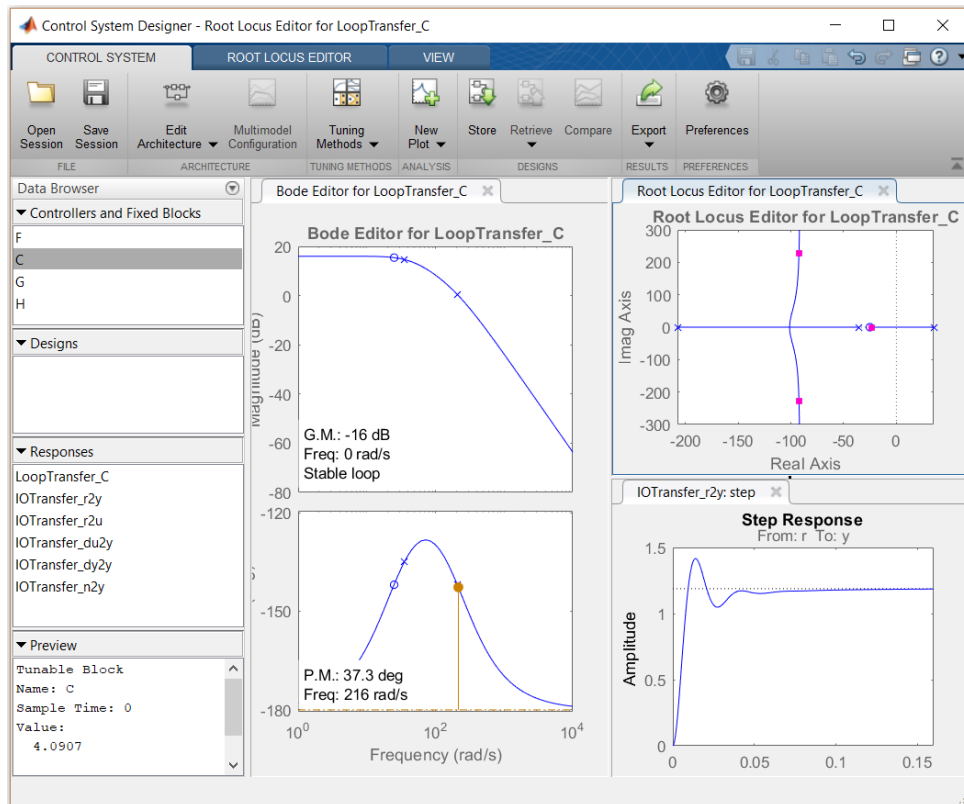 Control System Designer - Root Locus Editor for LoopTransfer_C
CONTROL SYSTEM ROOT LOCUS EDITOR VIEW
Open Session
Save Session
Edit Architecture
Multimodel Configuration
Tuning Methods
New Plot
Store
Retrieve
Compare
Export
Preferences
FILE ARCHITECTURE TUNING METHODS ANALYSIS DESIGNS RESULTS PREFERENCES
Data Browser
Controllers and Fixed Blocks
F
C
G
H
Designs
Responses
LoopTransfer_C
IOTransfer_r2y
IOTransfer_r2u
IOTransfer_du2y
IOTransfer_dy2y
IOTransfer_n2y
Preview
Tunable Block
Name: C
Sample Time: 0
Value:
4.0907
Bode Editor for LoopTransfer_C
Bode Editor for LoopTransfer_C
20
0
-20
-40
-60
-80
Magnitude (dB)
G.M.: -16 dB
Freq: 0 rad/s
Stable loop
-120
-150
-180
P.M.: 37.3 deg
Freq: 216 rad/s
10^0 10^2 10^4
Frequency (rad/s)
Root Locus Editor for LoopTransfer_C
Root Locus Editor for LoopTransfer_C
300
200
100
0
-100
-200
-300
Imag Axis
-200 -150 -100 -50 0
Real Axis
IOTransfer_r2y: step
Step Response
From: r To: y
1.5
1
0.5
0
Amplitude
0 0.05 0.1 0.15